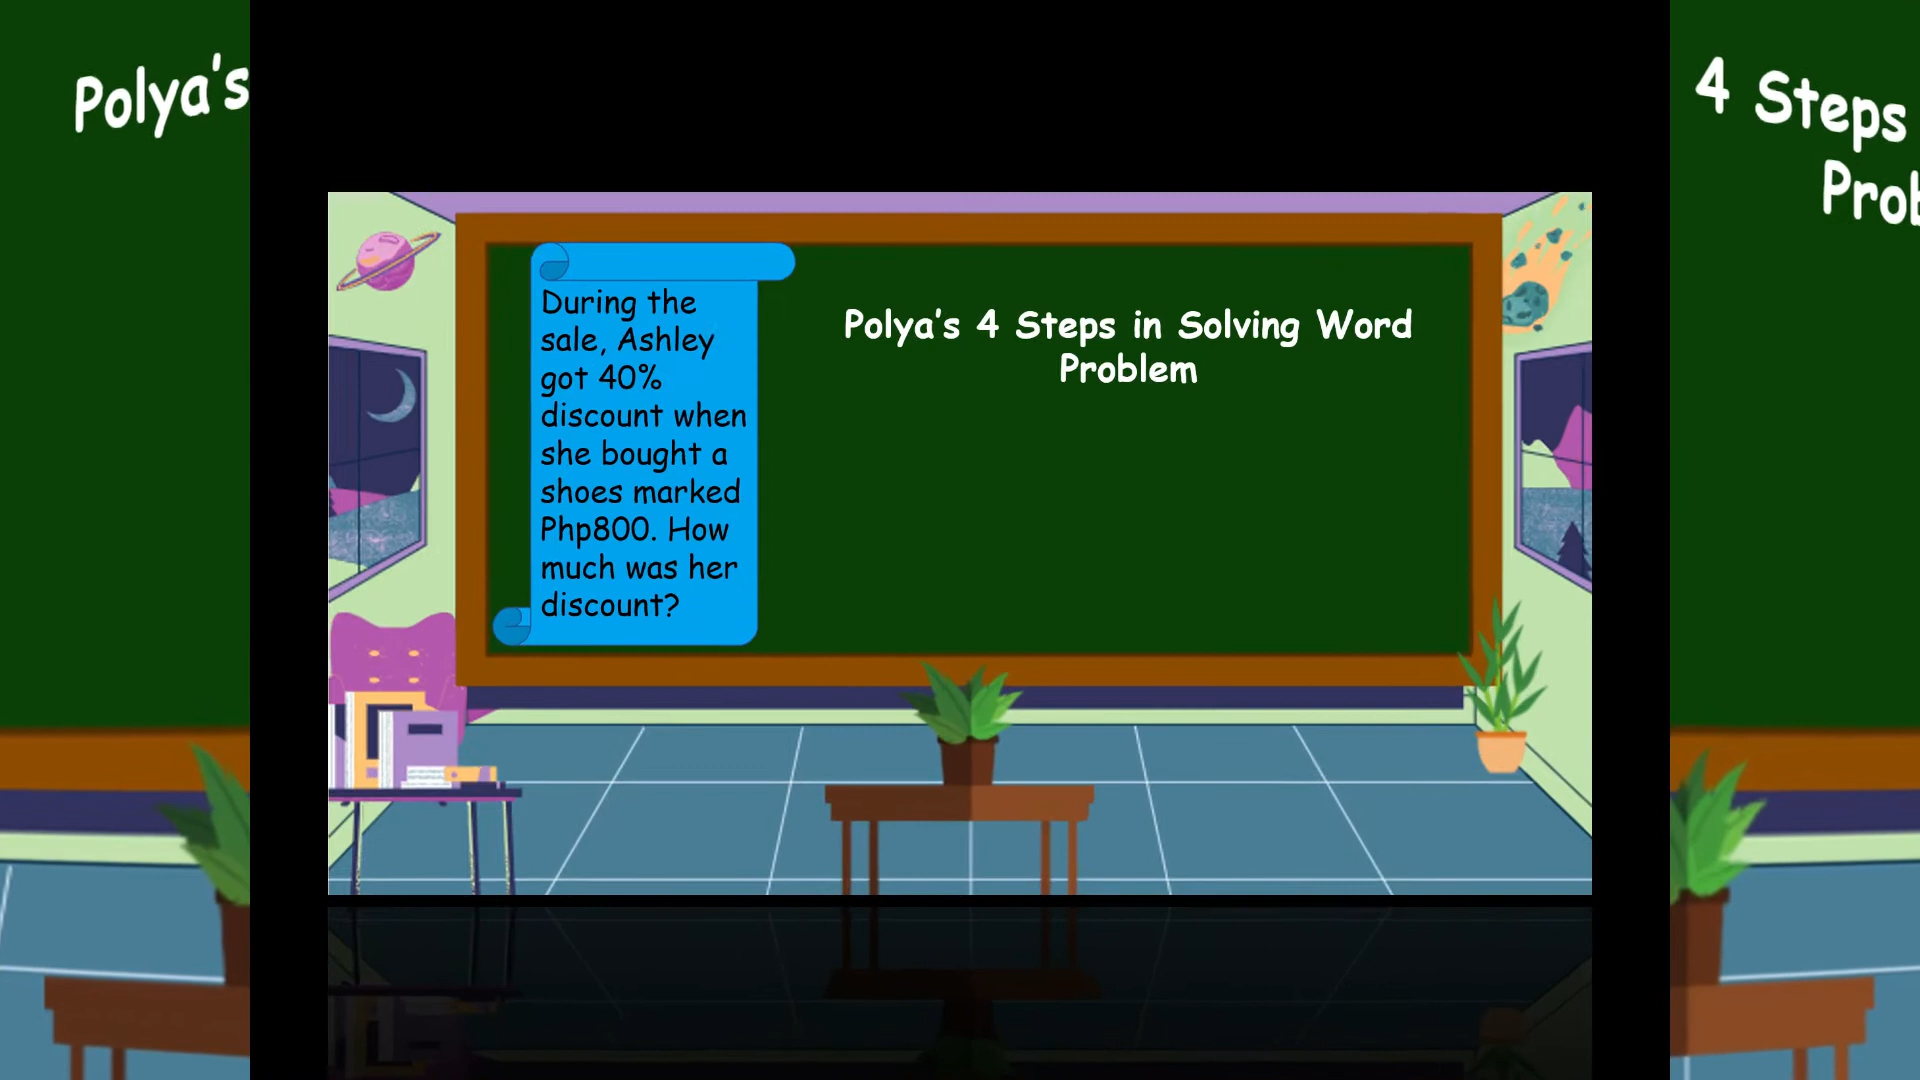 Polya's
4 Steps
During the
sale, Ashley
got 40%
discount when
she bought a
shoes marked
Php800. How
much was her
discount?
Polya's 4 Steps in Solving Word
Problem